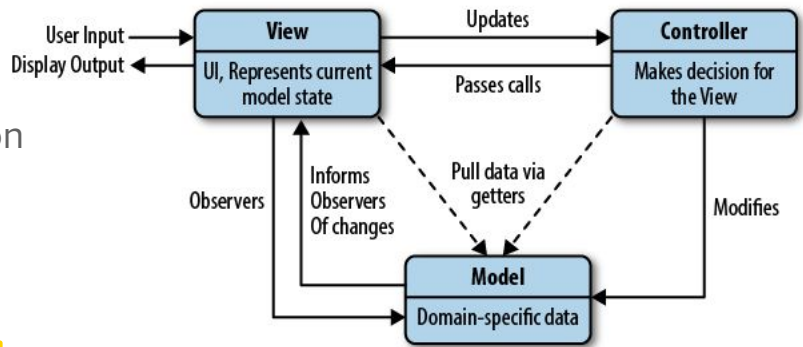 User Input
Display Output
View
UI, Represents current
model state
Updates
Passes calls
Controller
Makes decision for
the View
on
Observers
Informs
Observers
Of changes
Pull data via
getters
Modifies
Model
Domain-specific data